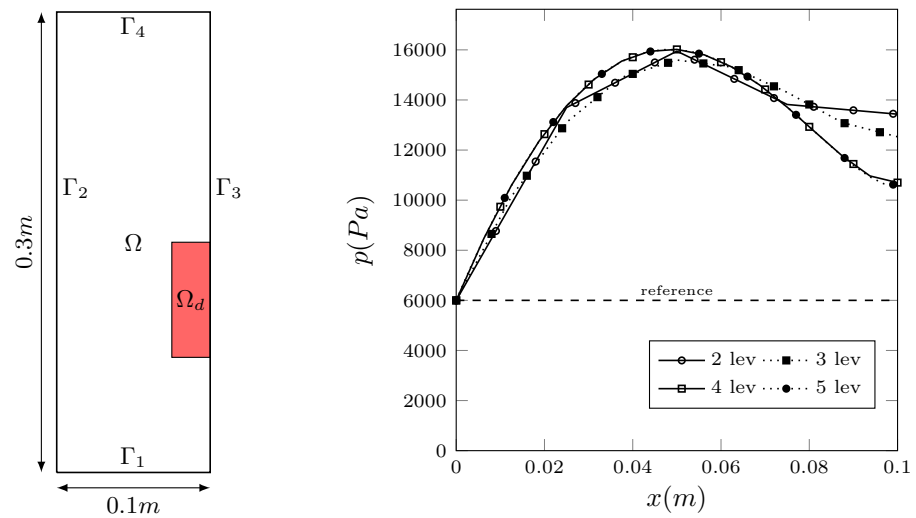 Γ4
Γ2
Γ3
0.3m
Ω
Ωd
Γ1
0.1m
p(Pa)
16000
14000
12000
10000
8000
6000
4000
2000
0
reference
2 lev 3 lev
4 lev 5 lev
0 0.02 0.04 0.06 0.08 0.1
x(m)